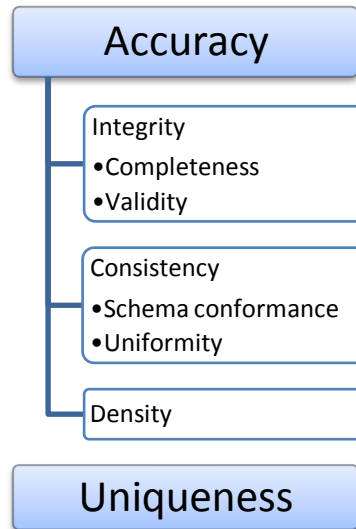 Accuracy
Integrity
•Completeness
•Validity
Consistency
•Schema conformance
•Uniformity
Density
Uniqueness